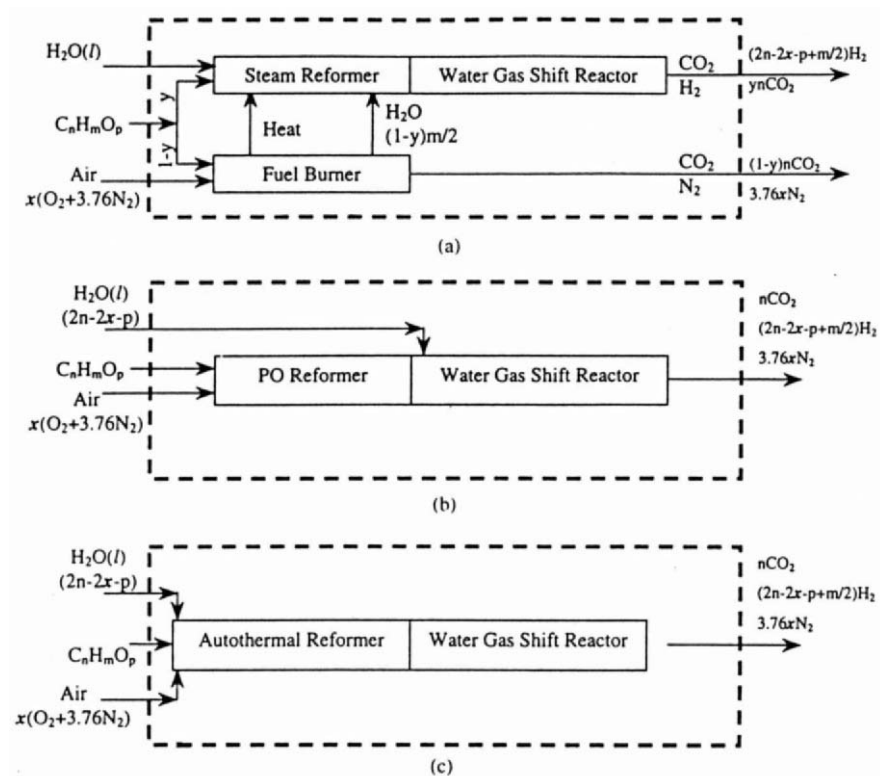 H₂O(l)
Steam Reformer
Water Gas Shift Reactor
CO₂
H₂
(2n-2x-p+m/2)H₂
ynCO₂
y
CₙHₘOₚ
1-y
Heat
H₂O
(1-y)m/2
Air
x(O₂+3.76N₂)
Fuel Burner
CO₂
N₂
(1-y)nCO₂
3.76xN₂
(a)
H₂O(l)
(2n-2x-p)
nCO₂
(2n-2x-p+m/2)H₂
3.76xN₂
CₙHₘOₚ
PO Reformer
Water Gas Shift Reactor
Air
x(O₂+3.76N₂)
(b)
H₂O(l)
(2n-2x-p)
nCO₂
(2n-2x-p+m/2)H₂
3.76xN₂
CₙHₘOₚ
Autothermal Reformer
Water Gas Shift Reactor
Air
x(O₂+3.76N₂)
(c)